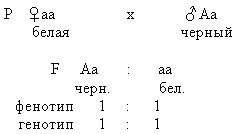 Р ♀аа х ♂Аа
белая черный
F Аа : аа
черн. бел.
фенотип 1 : 1
генотип 1 : 1